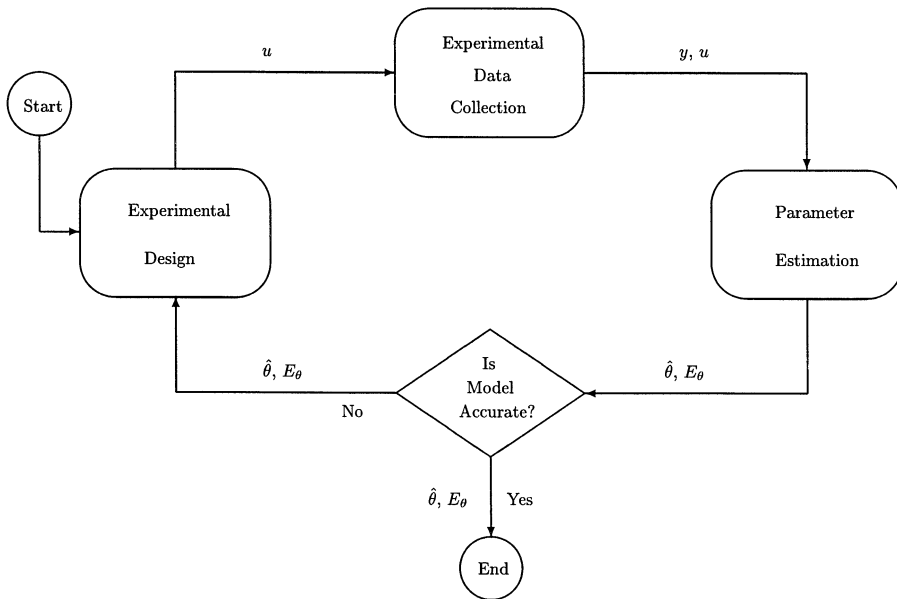 u
Experimental
Data
Collection
y, u
Start
Experimental
Design
Parameter
Estimation
Is
Model
Accurate?
θ̂, E_θ
No
θ̂, E_θ
θ̂, E_θ
Yes
End